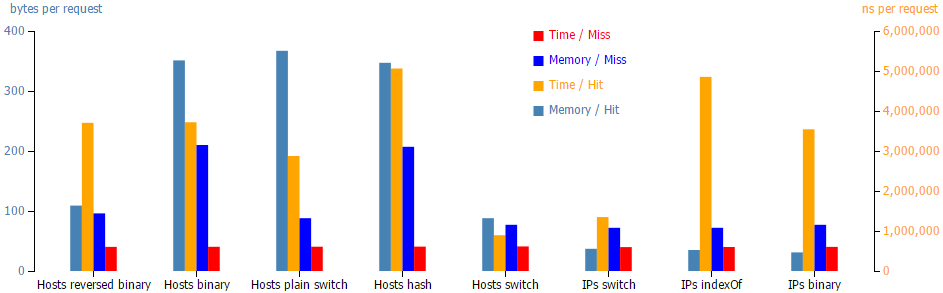 bytes per request
ns per request
400
300
200
100
0
6,000,000
5,000,000
4,000,000
3,000,000
2,000,000
1,000,000
0
Time / Miss
Memory / Miss
Time / Hit
Memory / Hit
Hosts reversed binary
Hosts binary
Hosts plain switch
Hosts hash
Hosts switch
IPs switch
IPs indexOf
IPs binary